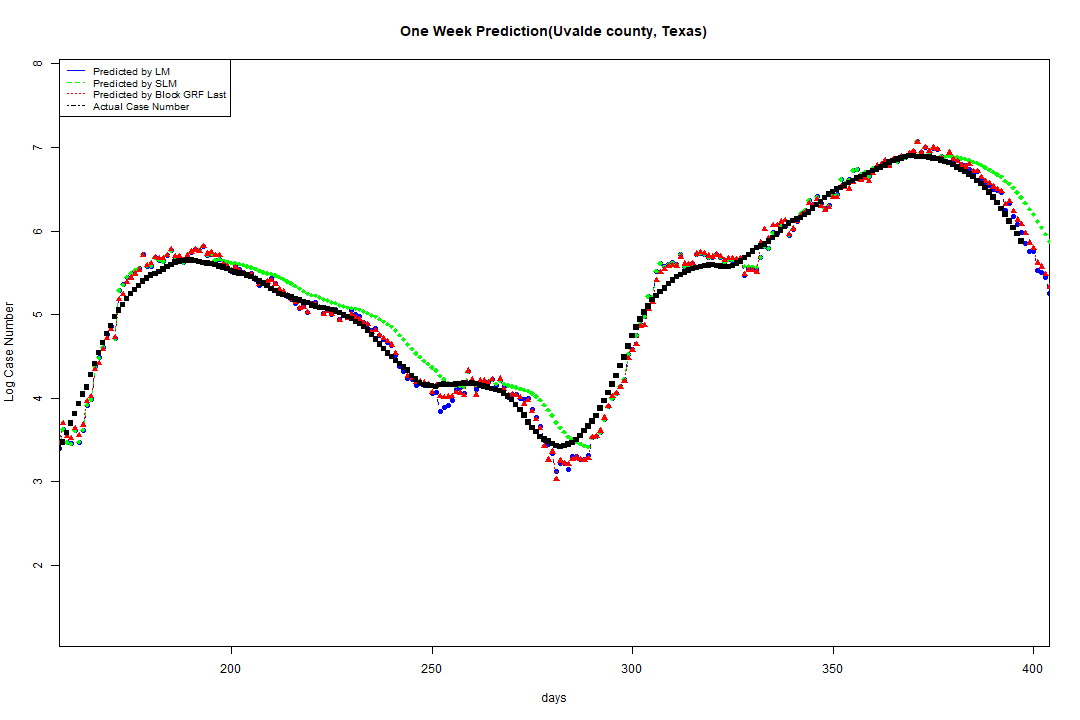 One Week Prediction(Uvalde county, Texas)
Predicted by LM
Predicted by SLM
Predicted by Block GRF Last
Actual Case Number
8
7
6
5
4
3
2
Log Case Number
200 250 300 350 400
days